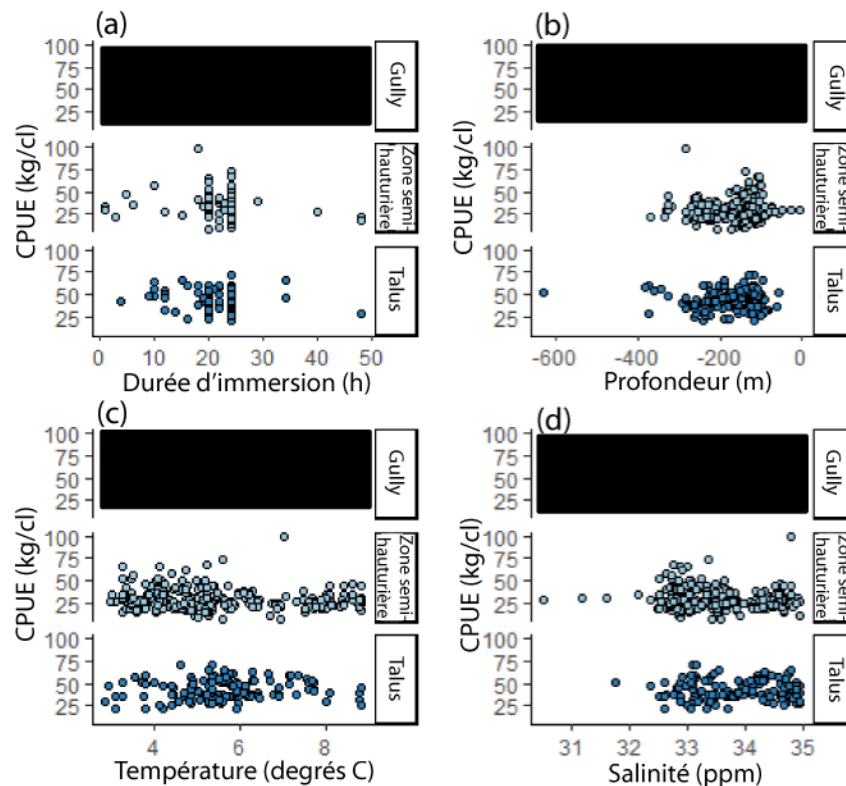 (a)
CPUE (kg/cl)
100
75
50
25
Gully
100
75
50
25
Zone semi-
hauturière
100
75
50
25
Talus
0 10 20 30 40 50
Durée d'immersion (h)
(b)
CPUE (kg/cl)
100
75
50
25
Gully
100
75
50
25
Zone semi-
hauturière
100
75
50
25
Talus
-600 -400 -200 0
Profondeur (m)
(c)
CPUE (kg/cl)
100
75
50
25
Gully
100
75
50
25
Zone semi-
hauturière
100
75
50
25
Talus
4 6 8
Température (degrés C)
(d)
CPUE (kg/cl)
100
75
50
25
Gully
100
75
50
25
Zone semi-
hauturière
100
75
50
25
Talus
31 32 33 34 35
Salinité (ppm)